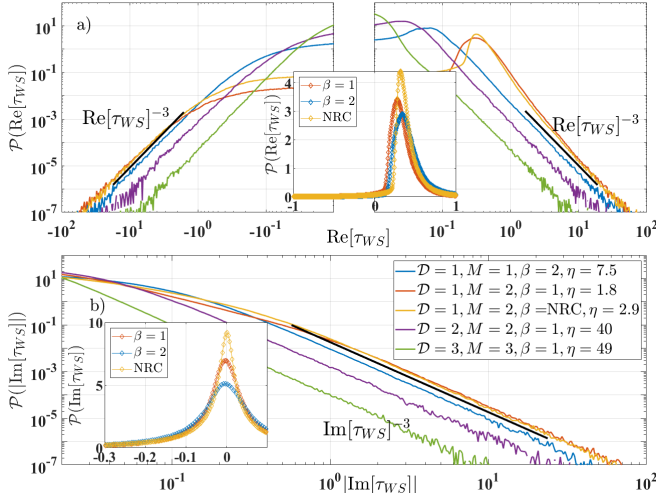 a)
10^1
10^-1
10^-3
10^-5
10^-7
P(Re[τ_WS])
Re[τ_WS]^-3
Re[τ_WS]^-3
β = 1
β = 2
NRC
P(Re[τ_WS])
4
3
2
1
0
-1
0
1
-10^2
-10^1
-10^0
-10^-1
Re[τ_WS]
10^-1
10^0
10^1
10^2
b)
10^1
10^-1
10^-3
10^-5
10^-7
P(|Im[τ_WS]|)
D = 1, M = 1, β = 2, η = 7.5
D = 1, M = 2, β = 1, η = 1.8
D = 1, M = 2, β =NRC, η = 2.9
D = 2, M = 2, β = 1, η = 40
D = 3, M = 3, β = 1, η = 49
β = 1
β = 2
NRC
P(Im[τ_WS])
10
5
0
-0.3
-0.2
-0.1
0
Im[τ_WS]^-3
10^-1
10^0
|Im[τ_WS]|
10^1
10^2